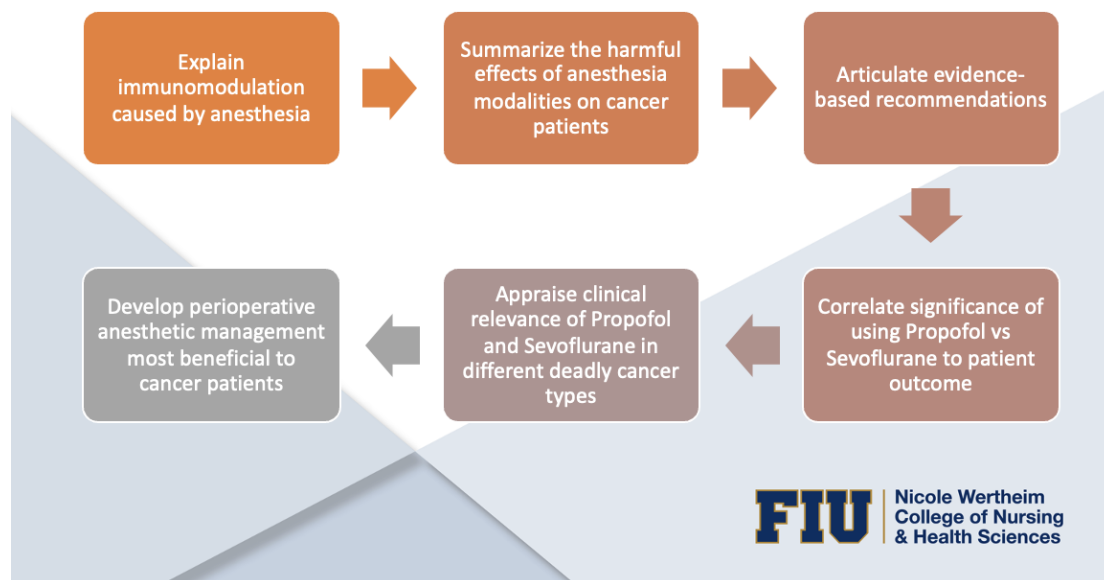 Explain
immunomodulation
caused by anesthesia
Summarize the harmful
effects of anesthesia
modalities on cancer
patients
Articulate evidence-
based recommendations
Correlate significance of
using Propofol vs
Sevoflurane to patient
outcome
Appraise clinical
relevance of Propofol
and Sevoflurane in
different deadly cancer
types
Develop perioperative
anesthetic management
most beneficial to
cancer patients
FIU
Nicole Wertheim
College of Nursing
& Health Sciences